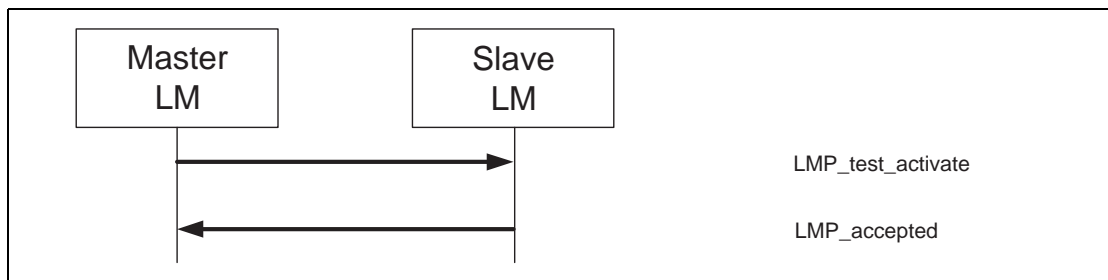 Master
LM
Slave
LM
LMP_test_activate
LMP_accepted